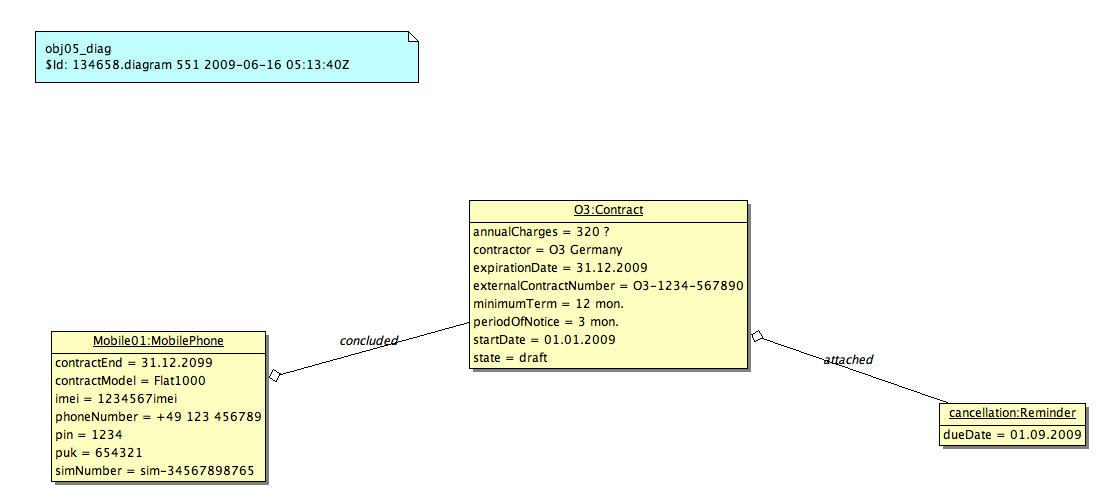 obj05_diag
$Id: 134658.diagram 551 2009-06-16 05:13:40Z
O3:Contract
annualCharges = 320 ?
contractor = O3 Germany
expirationDate = 31.12.2009
externalContractNumber = O3-1234-567890
minimumTerm = 12 mon.
periodOfNotice = 3 mon.
startDate = 01.01.2009
state = draft
concluded
Mobile01:MobilePhone
contractEnd = 31.12.2099
contractModel = Flat1000
imei = 1234567imei
phoneNumber = +49 123 456789
pin = 1234
puk = 654321
simNumber = sim-34567898765
attached
cancellation:Reminder
dueDate = 01.09.2009